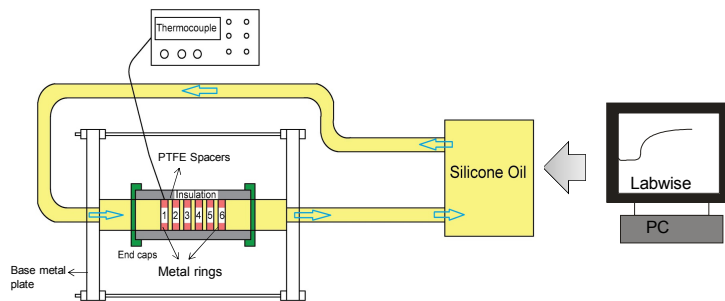 Thermocouple
PTFE Spacers
Silicone Oil
Labwise
PC
Insulation
1 2 3 4 5 6
End caps
Metal rings
Base metal
plate